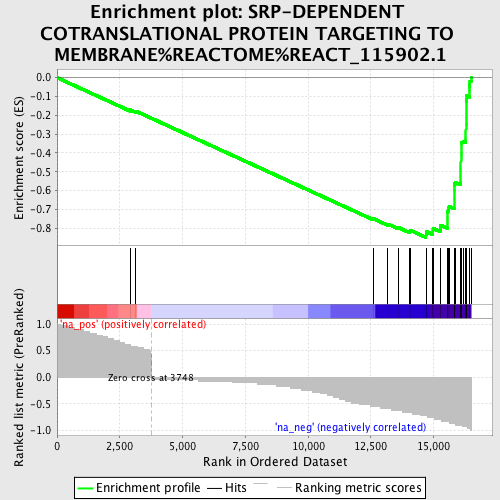 Enrichment plot: SRP-DEPENDENT
COTRANSLATIONAL PROTEIN TARGETING TO
MEMBRANE%REACTOME%REACT_115902.1
Enrichment score (ES)
0.0
-0.1
-0.2
-0.3
-0.4
-0.5
-0.6
-0.7
-0.8
Ranked list metric (PreRanked)
1.0
0.5
0.0
-0.5
-1.0
'na_pos' (positively correlated)
Zero cross at 3748
'na_neg' (negatively correlated)
0 2,500 5,000 7,500 10,000 12,500 15,000
Rank in Ordered Dataset
Enrichment profile Hits Ranking metric scores